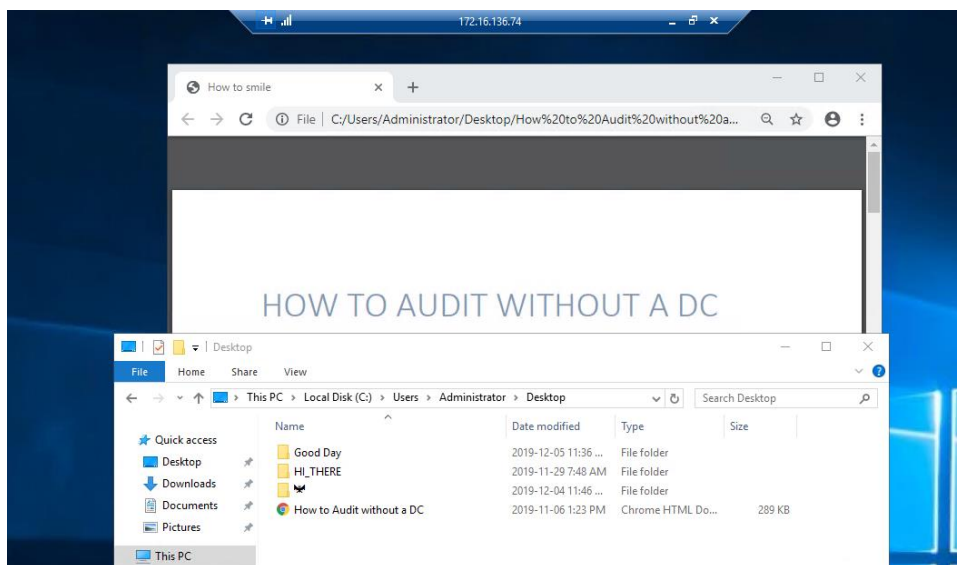 172.16.136.74
How to smile
File | C:/Users/Administrator/Desktop/How%20to%20Audit%20without%20a...
HOW TO AUDIT WITHOUT A DC
Desktop
File Home Share View
This PC > Local Disk (C:) > Users > Administrator > Desktop
Search Desktop
Name Date modified Type Size
Quick access
Good Day 2019-12-05 11:36 ... File folder
Desktop
HI_THERE 2019-11-29 7:48 AM File folder
Downloads
2019-12-04 11:46 ... File folder
Documents
How to Audit without a DC 2019-11-06 1:23 PM Chrome HTML Do... 289 KB
Pictures
This PC